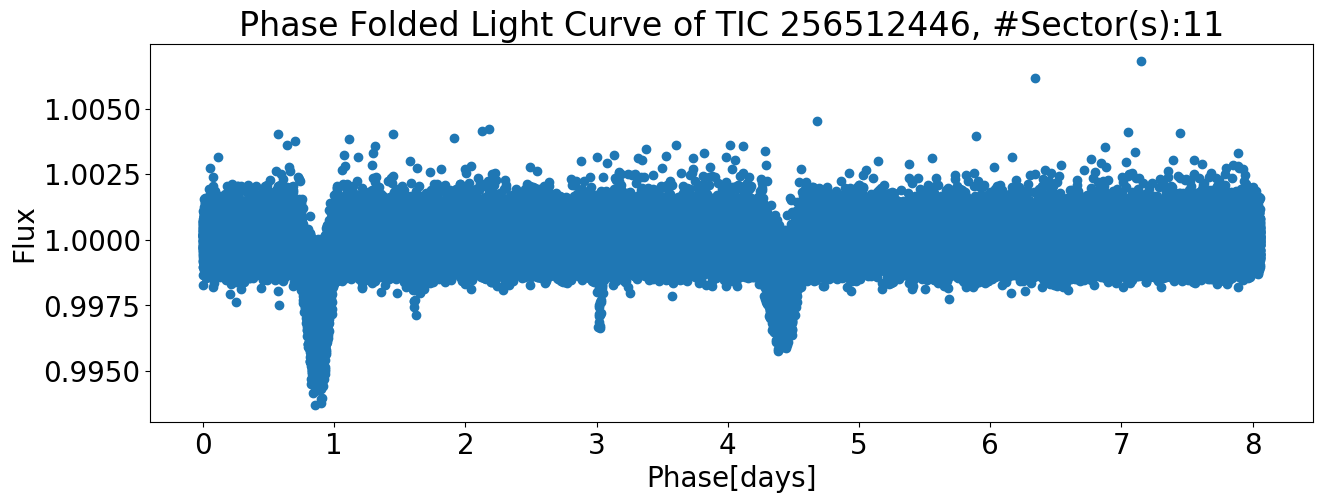 Phase Folded Light Curve of TIC 256512446, #Sector(s):11
Flux
1.0050
1.0025
1.0000
0.9975
0.9950
0 1 2 3 4 5 6 7 8
Phase[days]